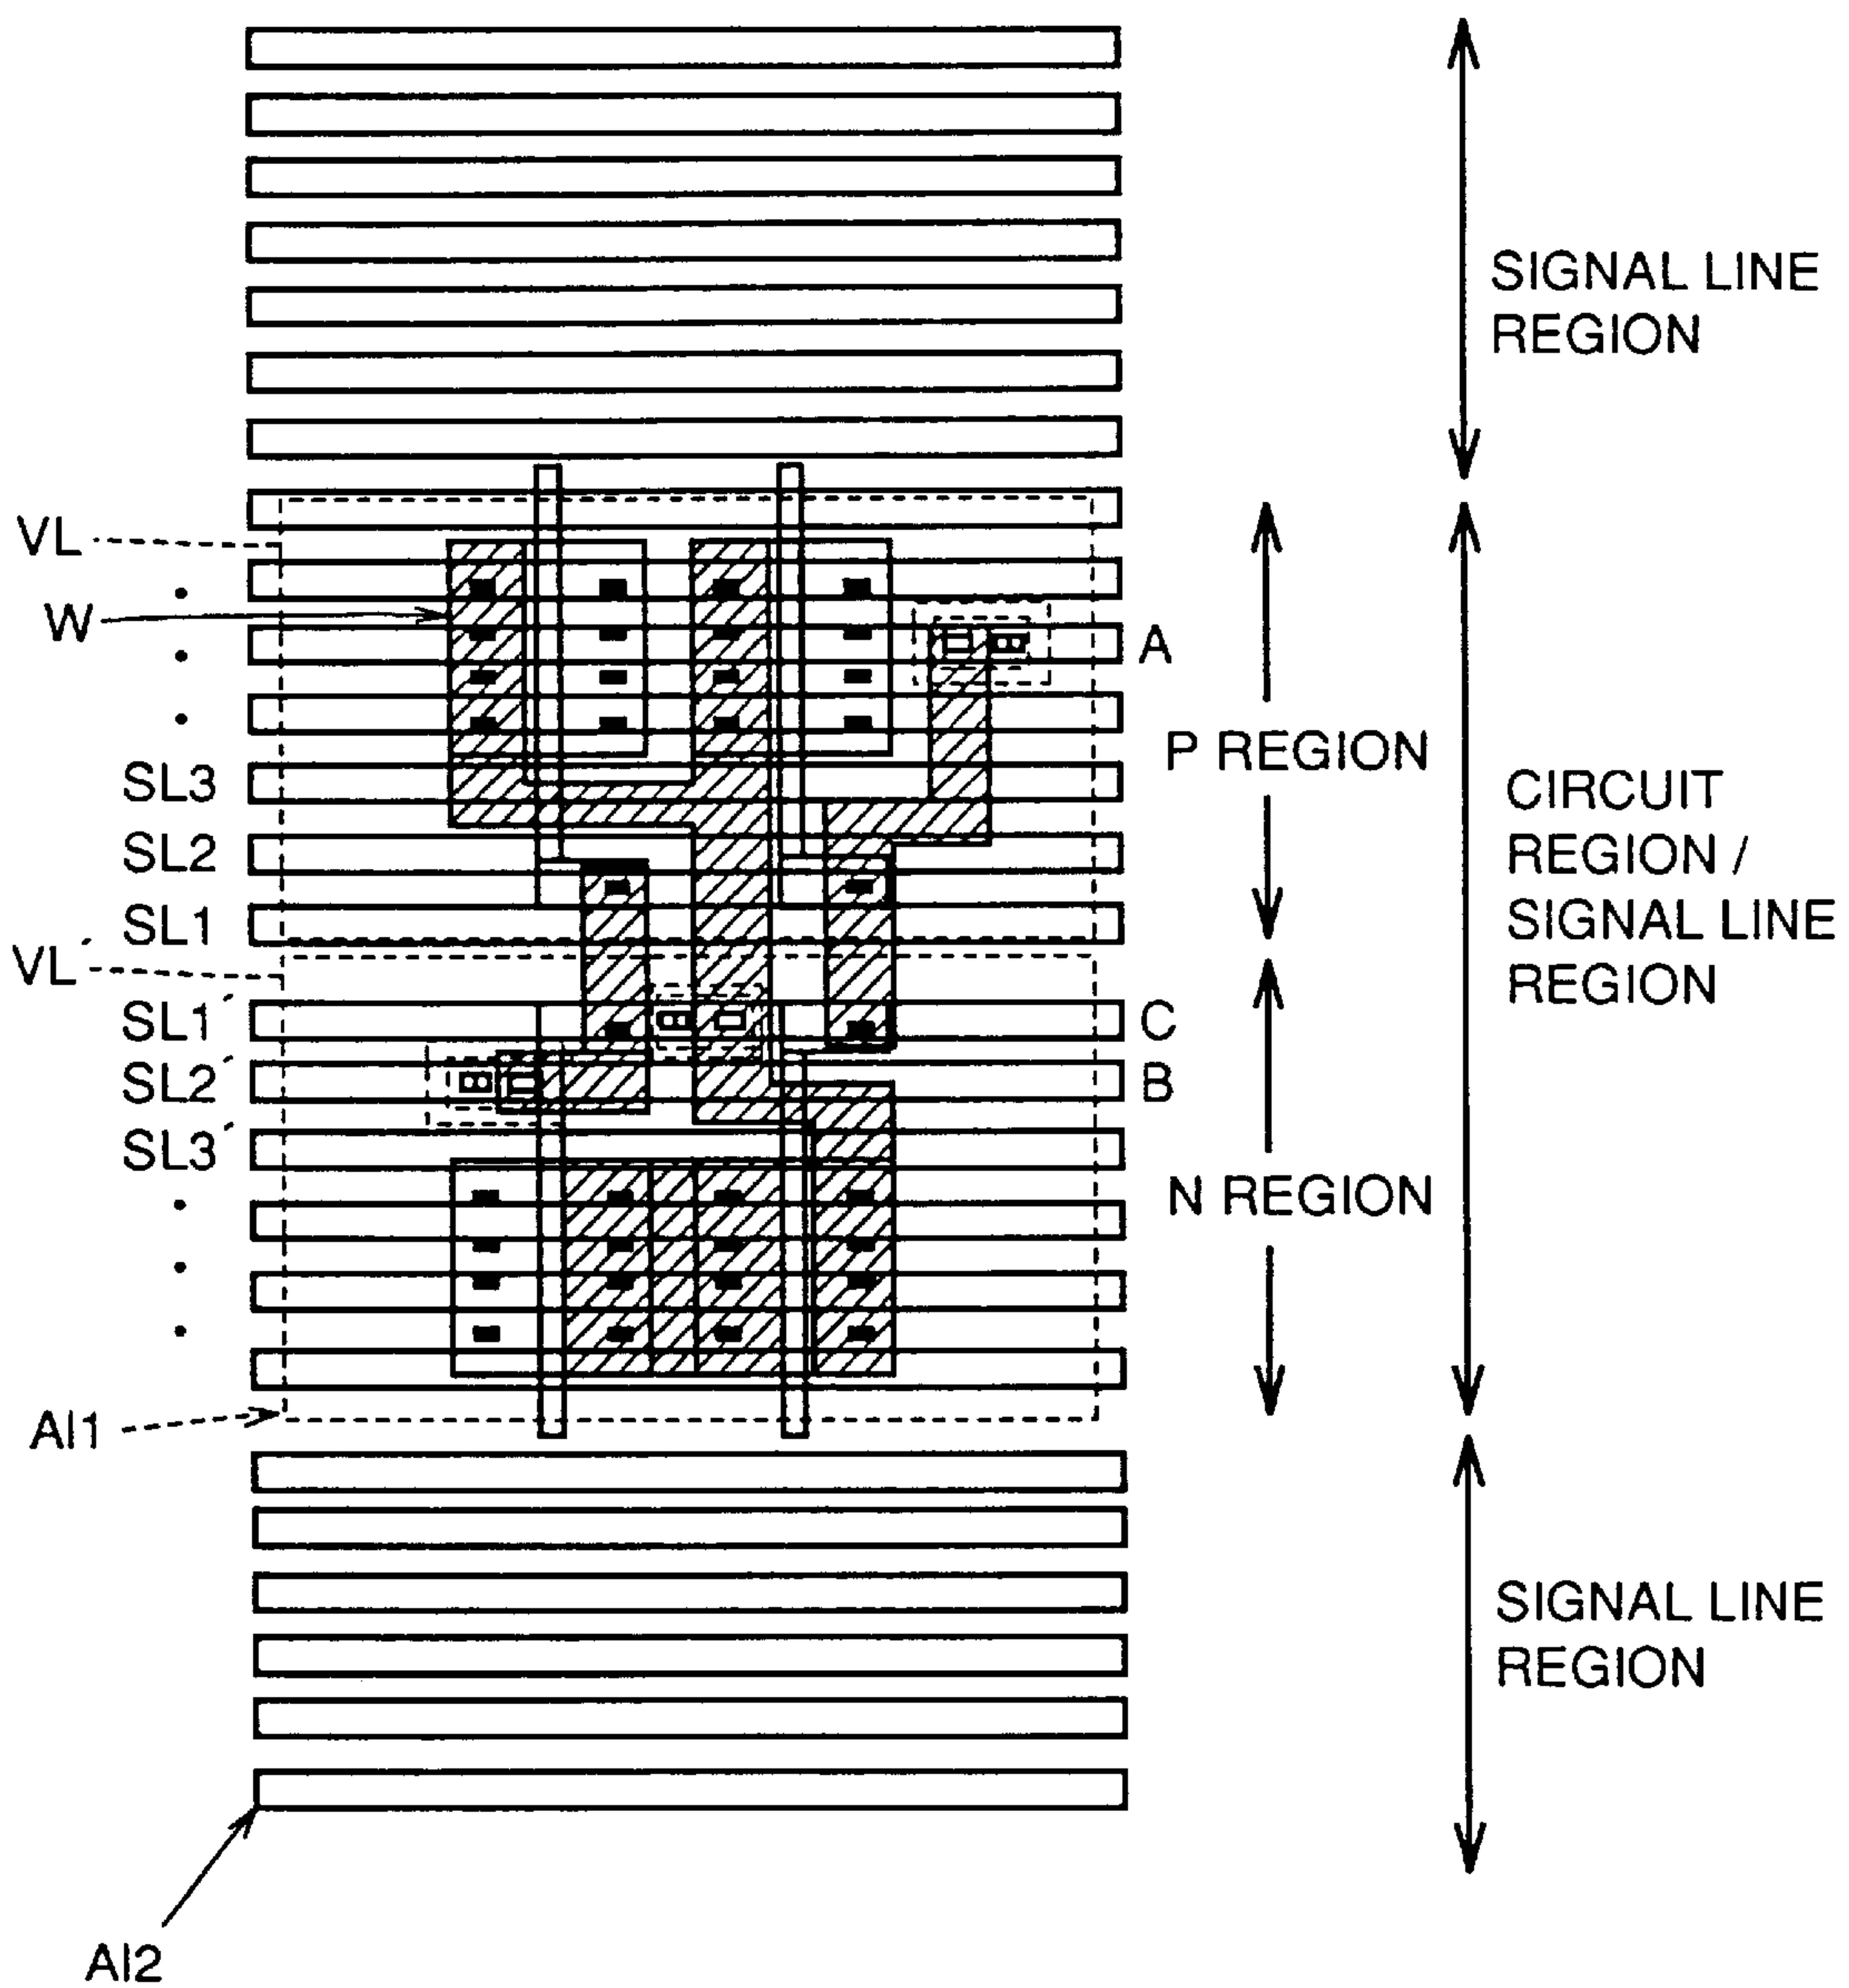 SIGNAL LINE
REGION
VL
W
A
SL3
P REGION
CIRCUIT
REGION /
SIGNAL LINE
REGION
SL2
SL1
VL´
SL1´
C
SL2´
B
SL3´
N REGION
Al1
SIGNAL LINE
REGION
Al2